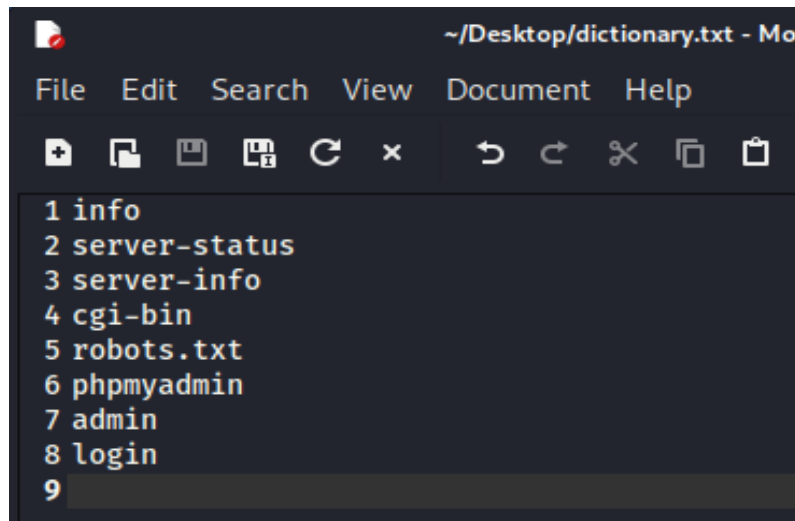 ~/Desktop/dictionary.txt - Mo
File Edit Search View Document Help
1 info
2 server-status
3 server-info
4 cgi-bin
5 robots.txt
6 phpmyadmin
7 admin
8 login
9